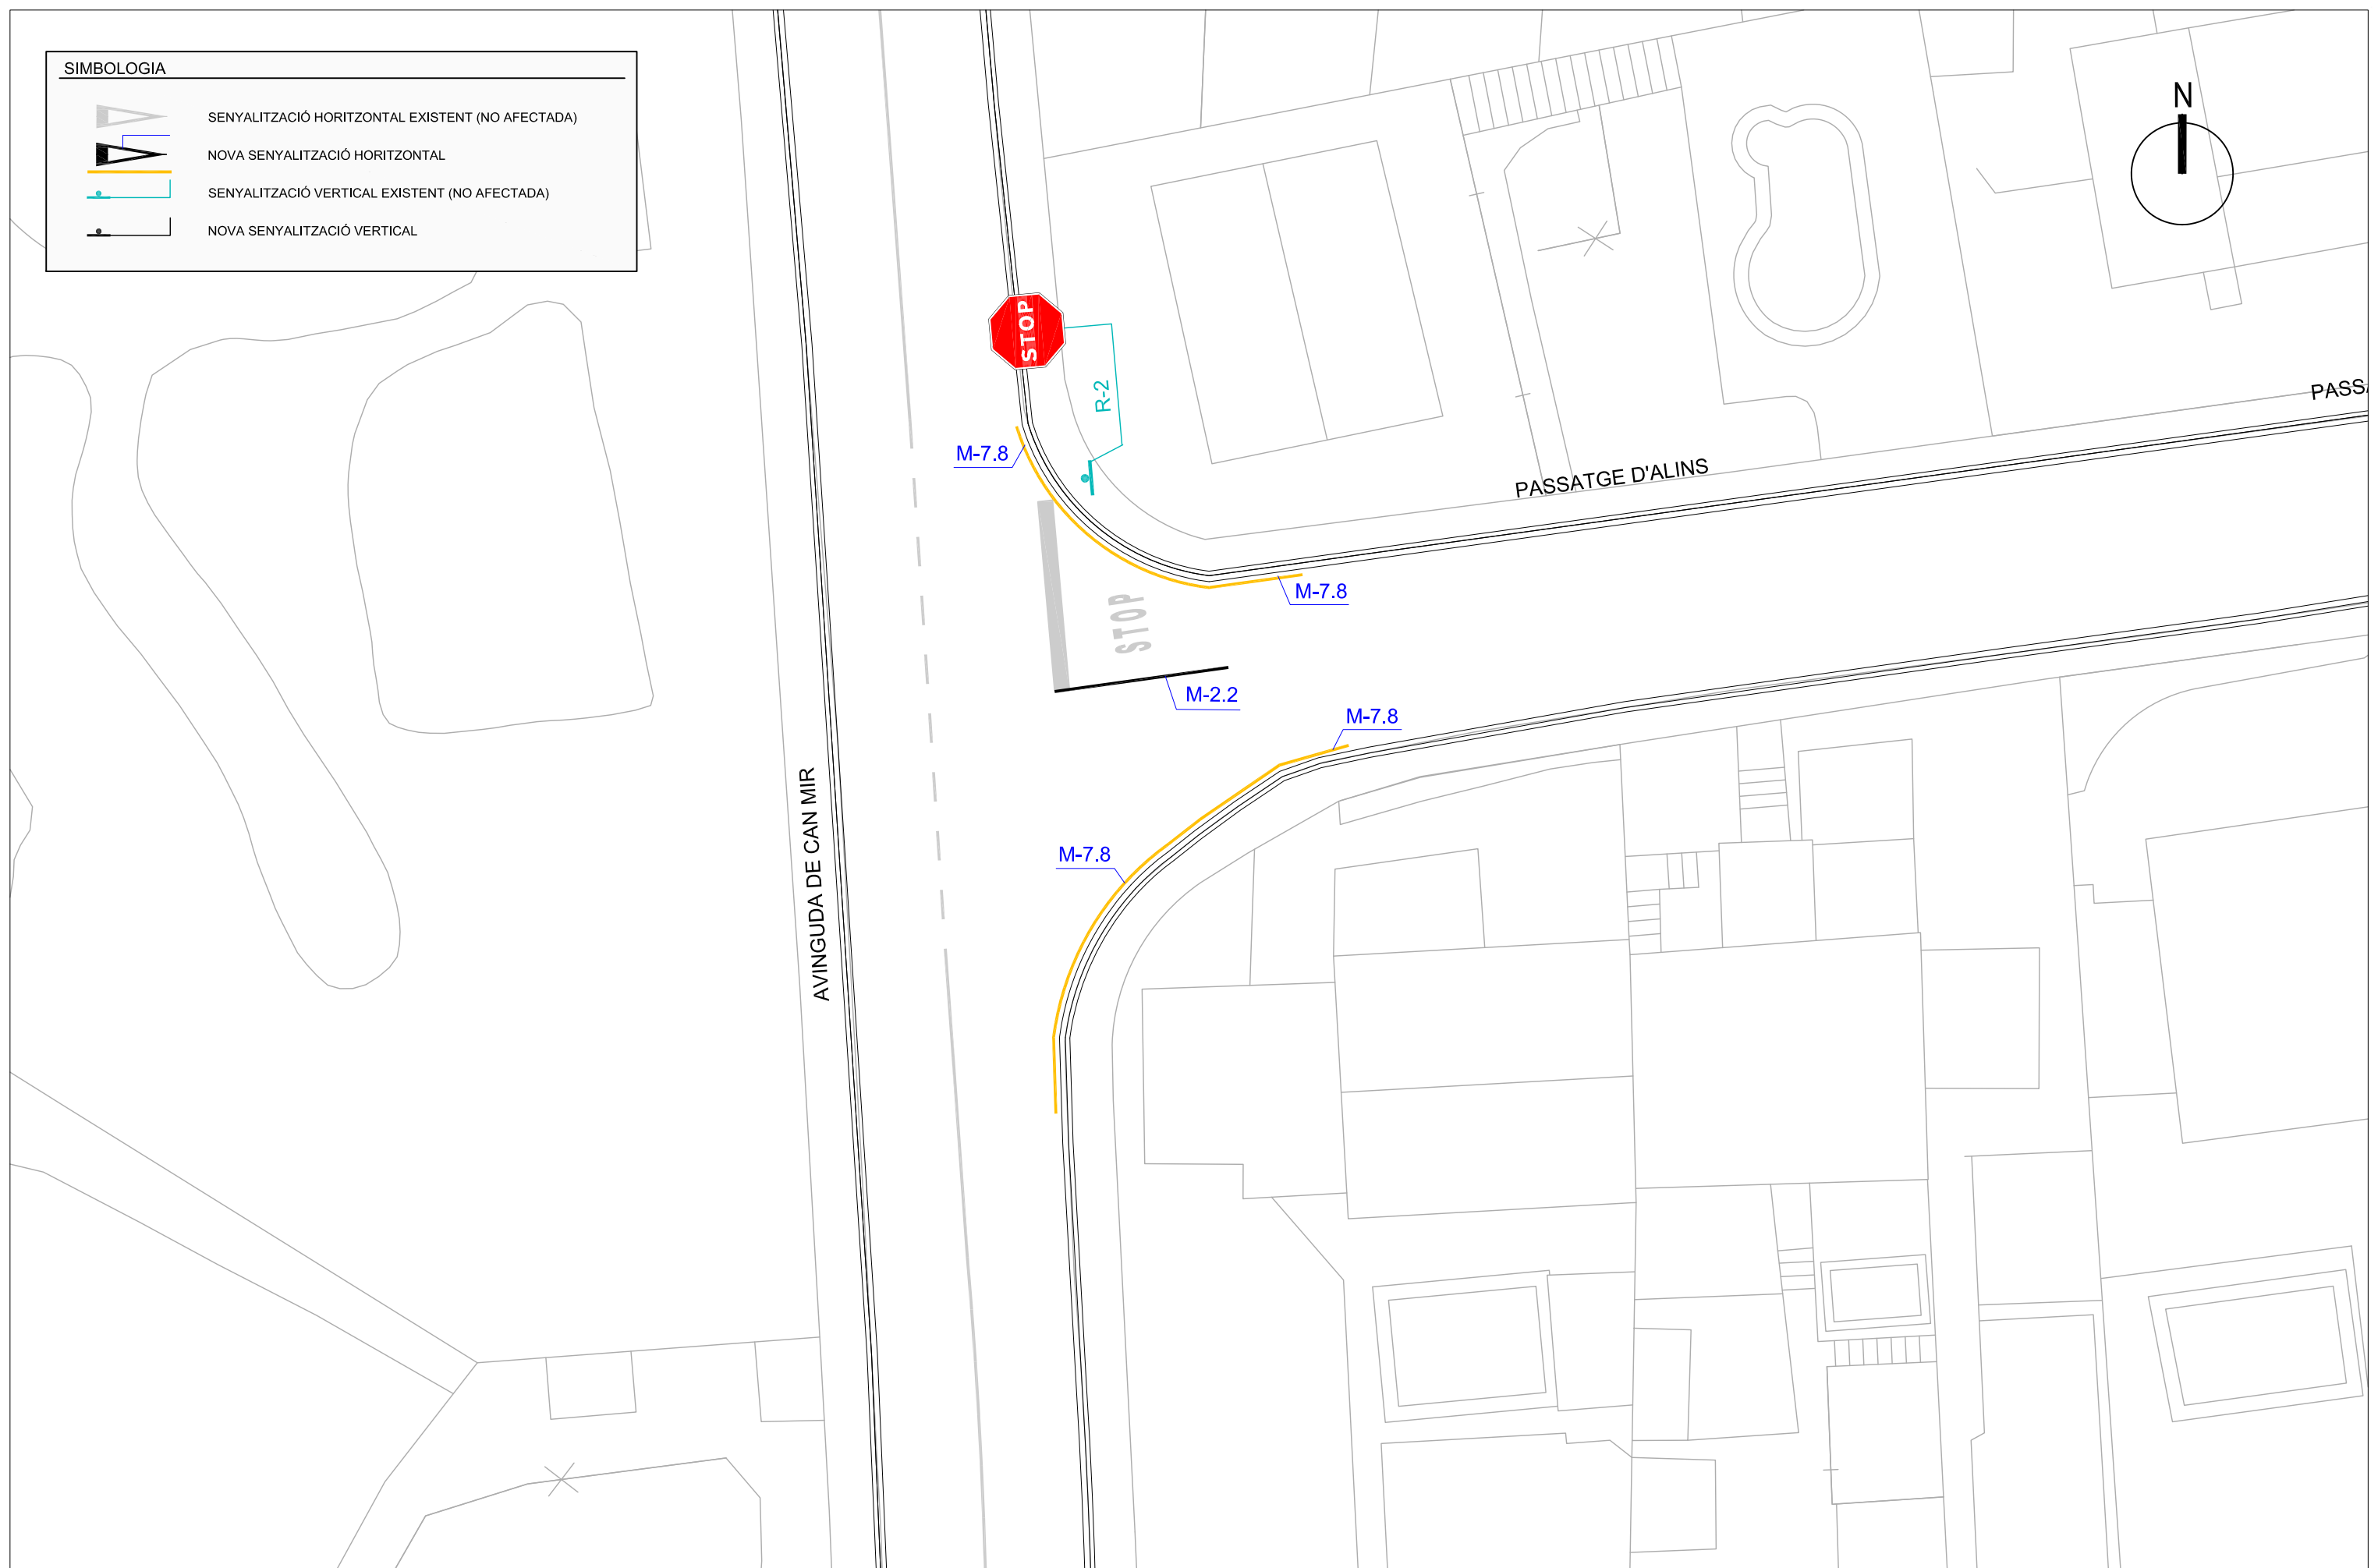 SIMBOLOGIA
SENYALITZACIÓ HORITZONTAL EXISTENT (NO AFECTADA)
NOVA SENYALITZACIÓ HORITZONTAL
SENYALITZACIÓ VERTICAL EXISTENT (NO AFECTADA)
NOVA SENYALITZACIÓ VERTICAL
N
STOP
R-2
PASSA
M-7.8
PASSATGE D'ALINS
M-7.8
STOP
M-2.2
M-7.8
M-7.8
AVINGUDA DE CAN MIR